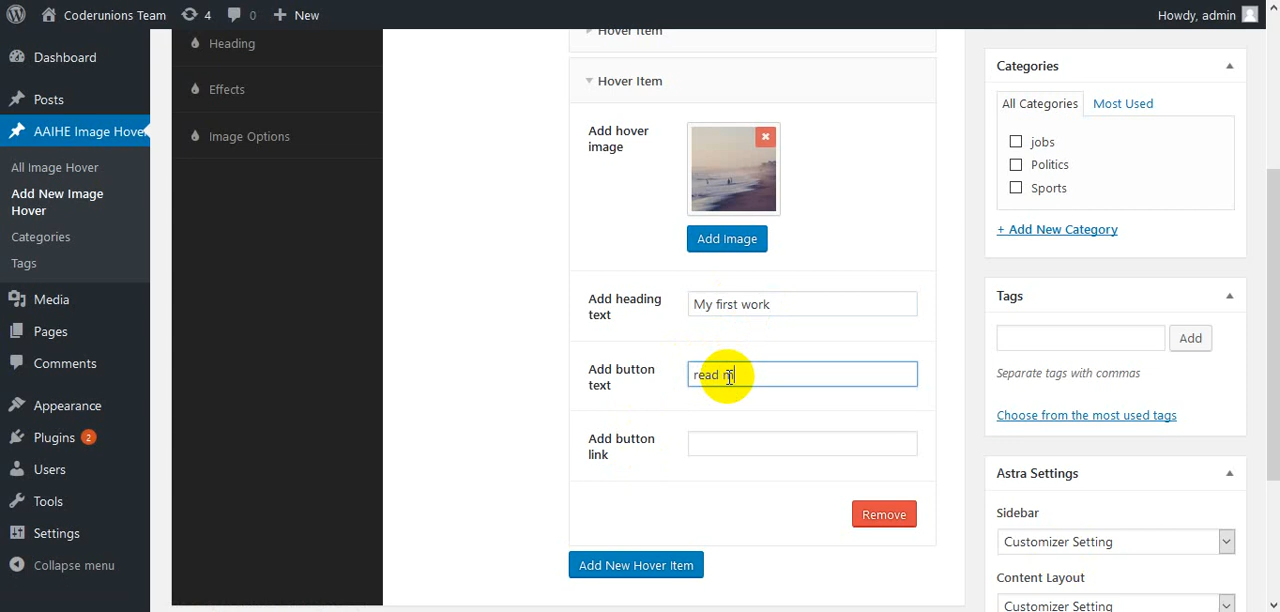 Coderunions Team 4 0 New Howdy, admin
Dashboard
Posts
AAIHE Image Hover
All Image Hover
Add New Image
Hover
Categories
Tags
Media
Pages
Comments
Appearance
Plugins 2
Users
Tools
Settings
Collapse menu
Heading
Effects
Image Options
Hover Item
Hover Item
Add hover
image
Add Image
Add heading
text
My first work
Add button
text
read m
Add button
link
Remove
Add New Hover Item
Categories
All Categories Most Used
jobs
Politics
Sports
+ Add New Category
Tags
Add
Separate tags with commas
Choose from the most used tags
Astra Settings
Sidebar
Customizer Setting
Content Layout
Customizer Setting